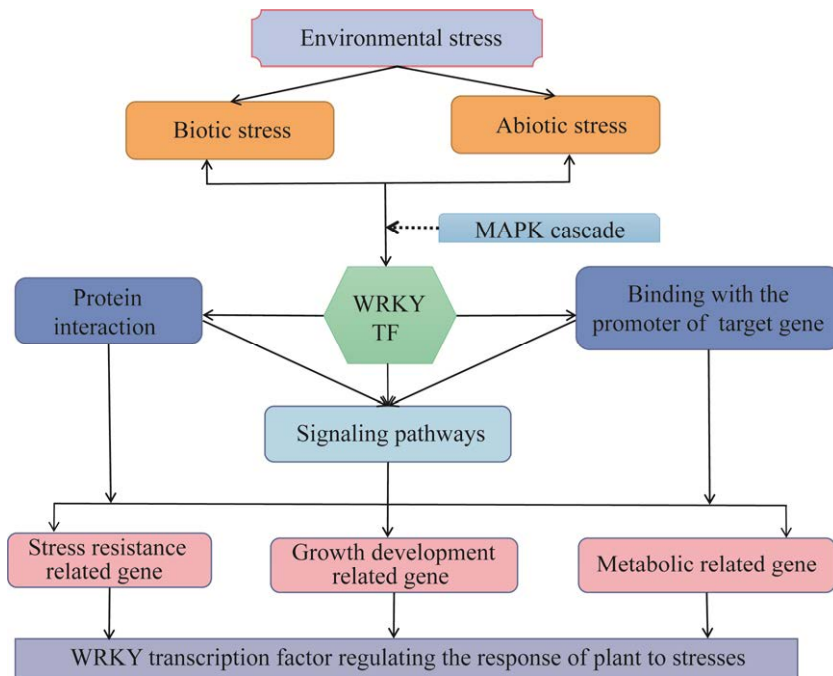 Environmental stress
Biotic stress
Abiotic stress
MAPK cascade
Protein
interaction
WRKY
TF
Binding with the
promoter of target gene
Signaling pathways
Stress resistance
related gene
Growth development
related gene
Metabolic related gene
WRKY transcription factor regulating the response of plant to stresses